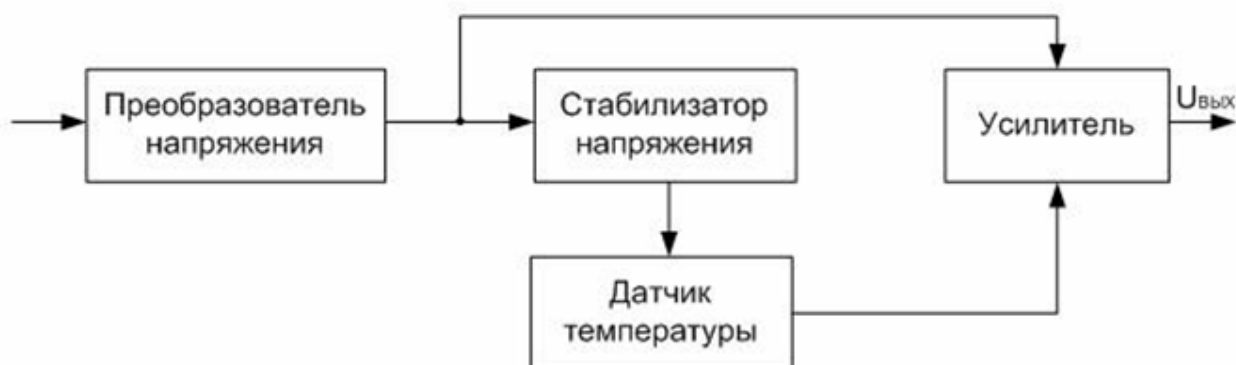 Преобразователь
напряжения
Стабилизатор
напряжения
Усилитель
Uвых
Датчик
температуры